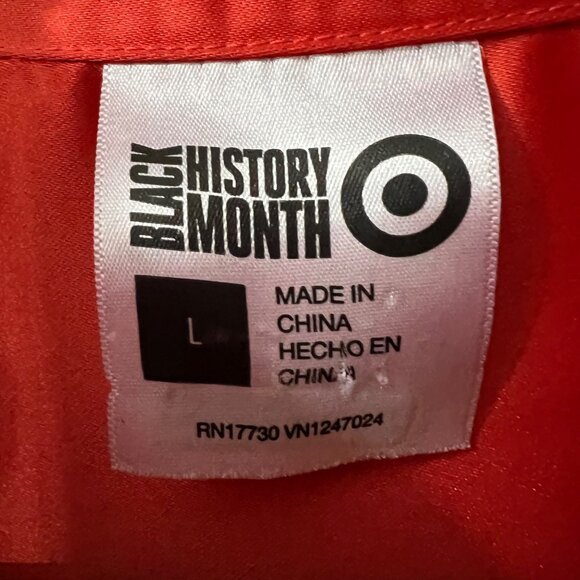 BLACK
HISTORY
MONTH
L
MADE IN
CHINA
HECHO EN
CHINA
RN17730 VN1247024